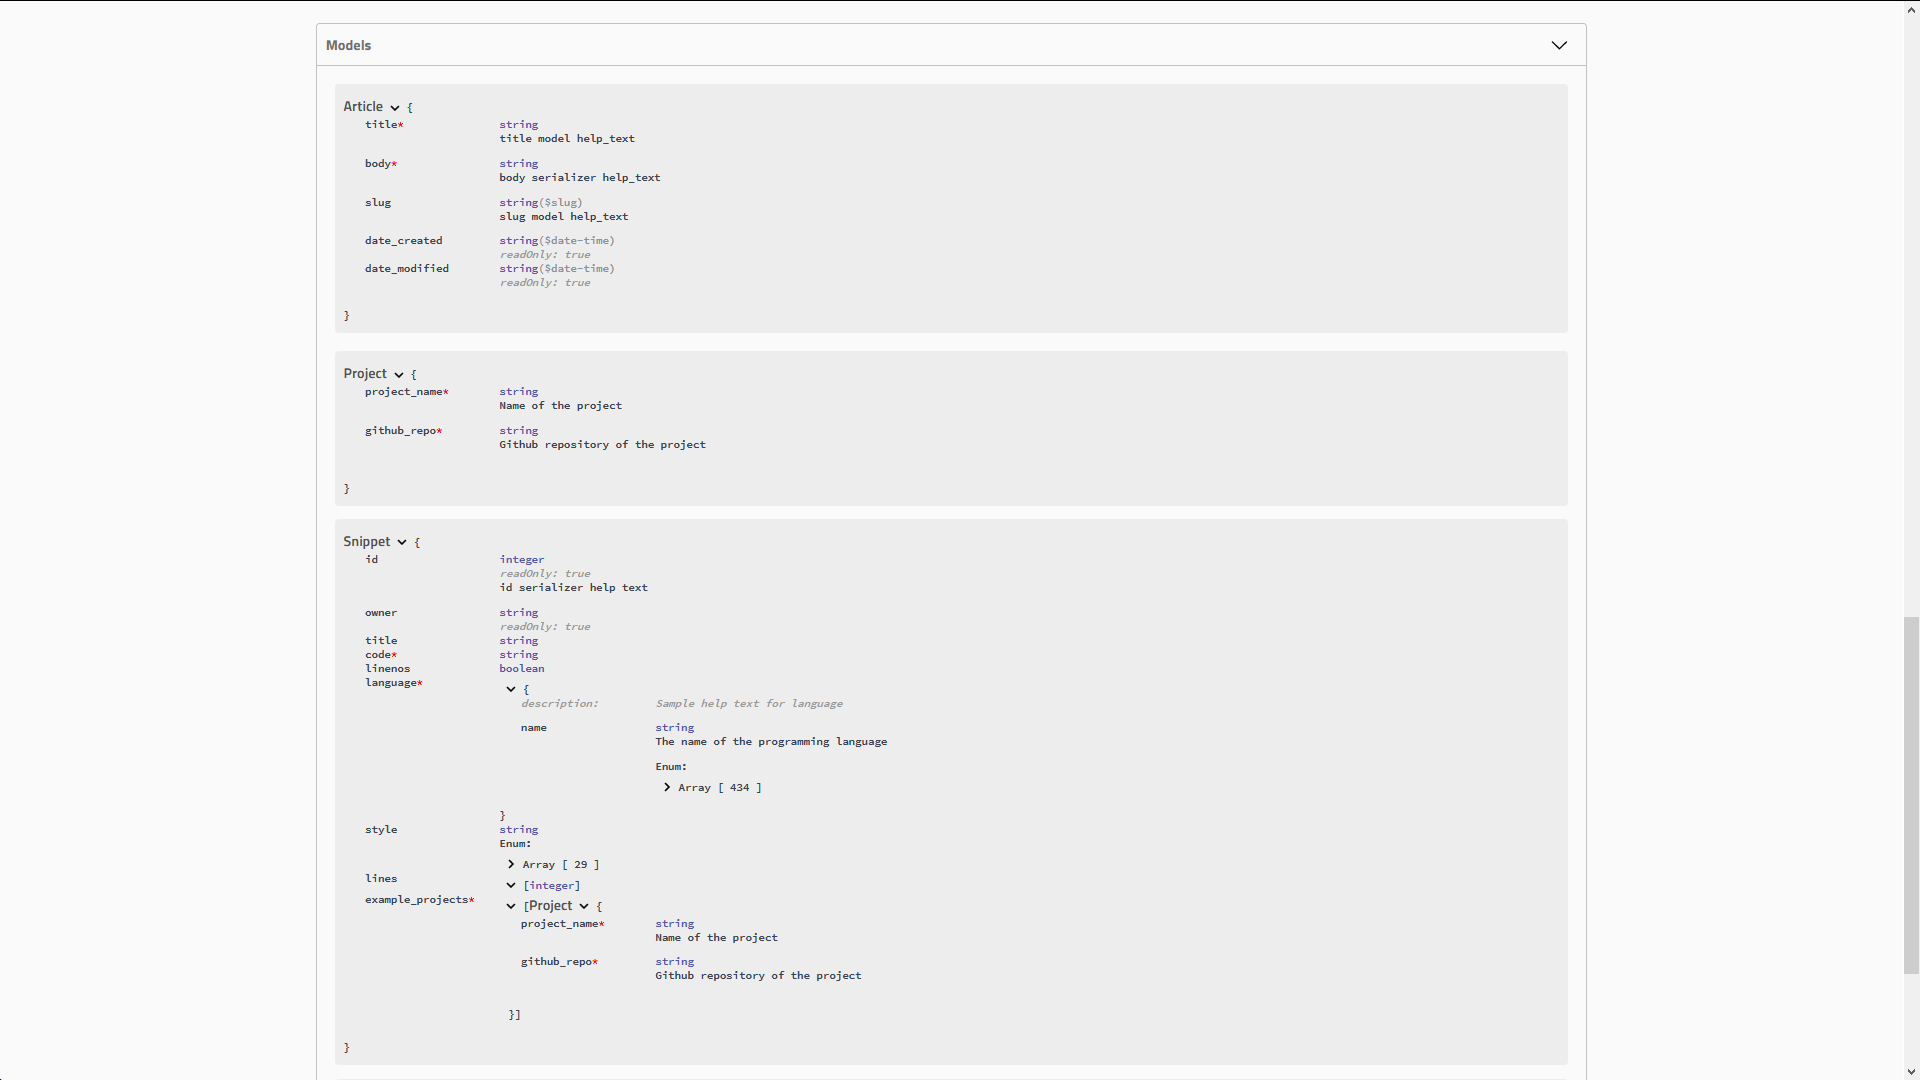 Models
Article {
title* string
title model help_text
body* string
body serializer help_text
slug string($slug)
slug model help_text
date_created string($date-time)
readOnly: true
date_modified string($date-time)
readOnly: true
}
Project {
project_name* string
Name of the project
github_repo* string
Github repository of the project
}
Snippet {
id integer
readOnly: true
id serializer help text
owner string
readOnly: true
title string
code* string
linenos boolean
language* {
description: Sample help text for language
name string
The name of the programming language
Enum:
Array [ 434 ]
}
style string
Enum:
Array [ 29 ]
lines [integer]
example_projects* [Project {
project_name* string
Name of the project
github_repo* string
Github repository of the project
}]
}